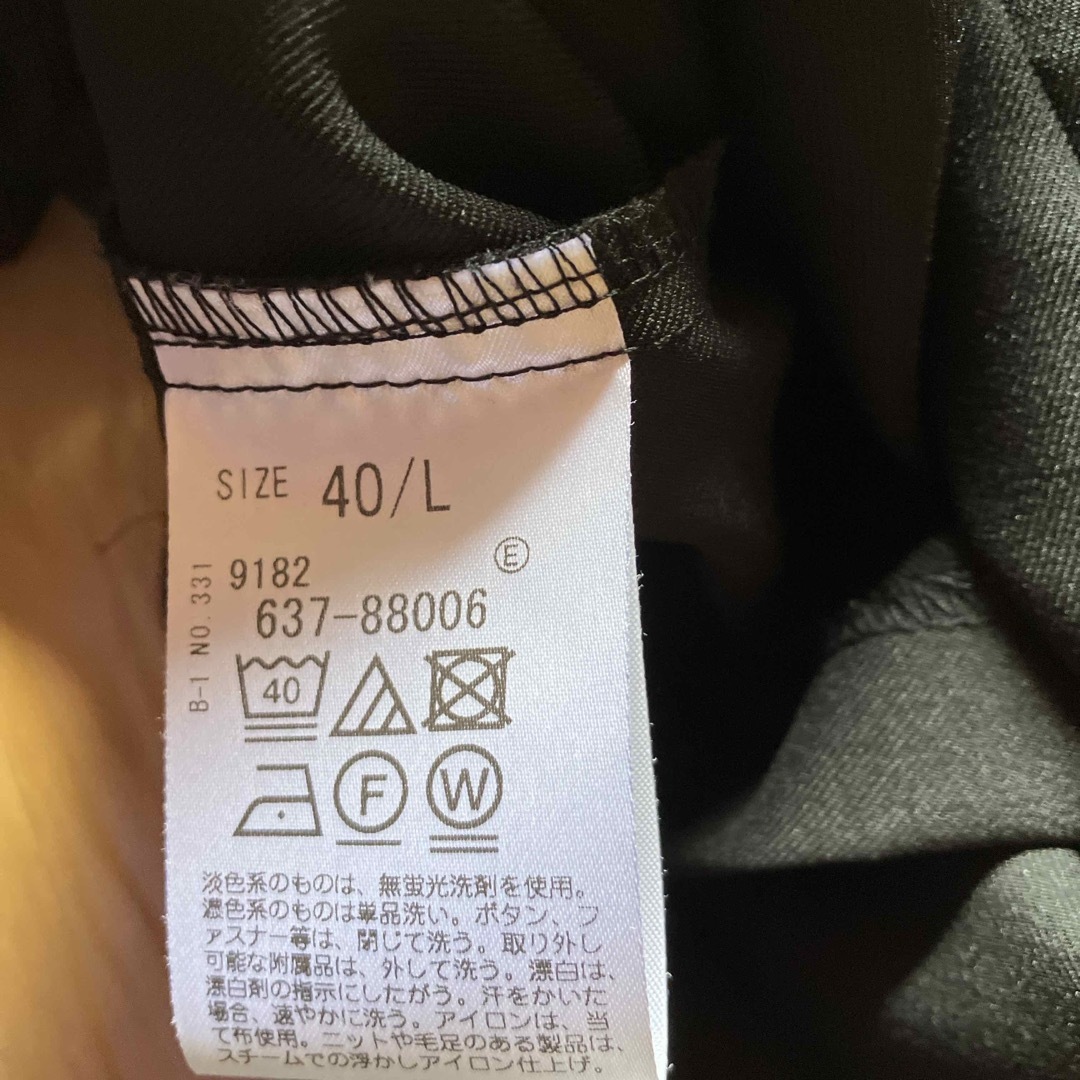 SIZE 40/L
Ⓔ
9182
637-88006
B-1 NO. 331
40
F W
淡色系のものは、無蛍光洗剤を使用。
濃色系のものは単品洗い。ボタン、フ
ァスナー等は、閉じて洗う。取り外し
可能な附属品は、外して洗う。漂白は、
漂白剤の指示にしたがう。汗をかいた
場合、速やかに洗う。アイロンは、当
て布使用。ニットや毛足のある製品は、
スチームでの浮かしアイロン仕上げ。